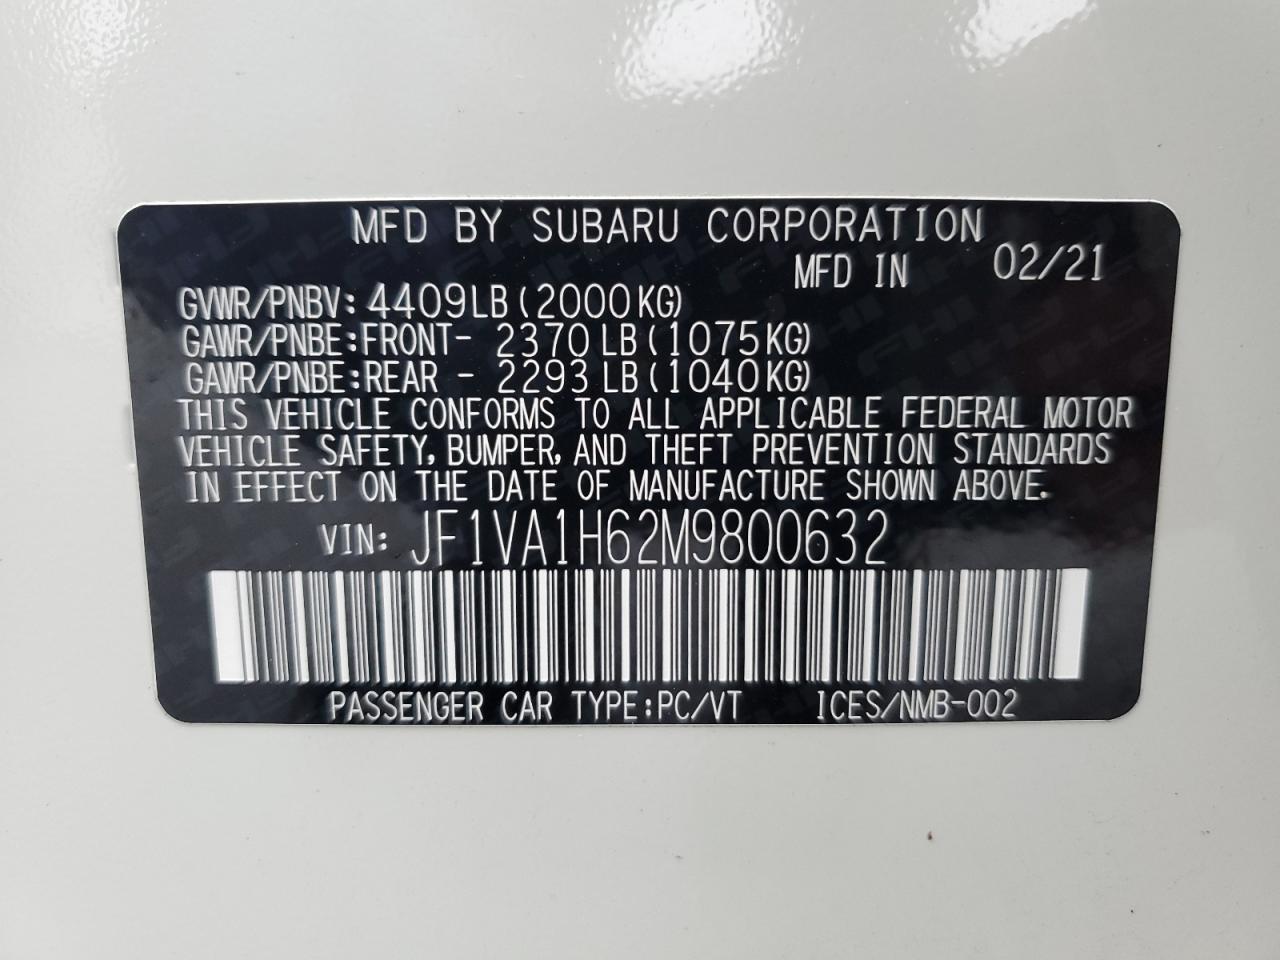 MFD BY SUBARU CORPORATION
MFD IN 02/21
GVWR/PNBV: 4409LB(2000KG)
GAWR/PNBE:FRONT- 2370LB(1075KG)
GAWR/PNBE:REAR - 2293LB(1040KG)
THIS VEHICLE CONFORMS TO ALL APPLICABLE FEDERAL MOTOR
VEHICLE SAFETY, BUMPER, AND THEFT PREVENTION STANDARDS
IN EFFECT ON THE DATE OF MANUFACTURE SHOWN ABOVE.
VIN: JF1VA1H62M9800632
PASSENGER CAR TYPE:PC/VT ICES/NMB-002